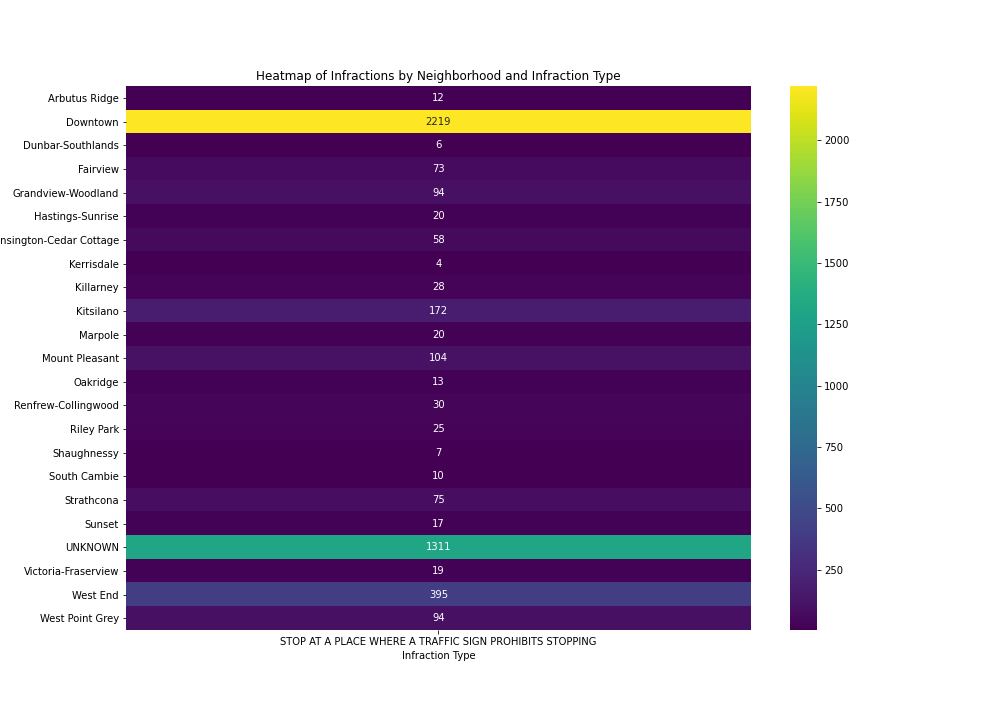 Heatmap of Infractions by Neighborhood and Infraction Type
Arbutus Ridge 12
Downtown 2219
Dunbar-Southlands 6
Fairview 73
Grandview-Woodland 94
Hastings-Sunrise 20
nsington-Cedar Cottage 58
Kerrisdale 4
Killarney 28
Kitsilano 172
Marpole 20
Mount Pleasant 104
Oakridge 13
Renfrew-Collingwood 30
Riley Park 25
Shaughnessy 7
South Cambie 10
Strathcona 75
Sunset 17
UNKNOWN 1311
Victoria-Fraserview 19
West End 395
West Point Grey 94
STOP AT A PLACE WHERE A TRAFFIC SIGN PROHIBITS STOPPING
Infraction Type
2000
1750
1500
1250
1000
750
500
250